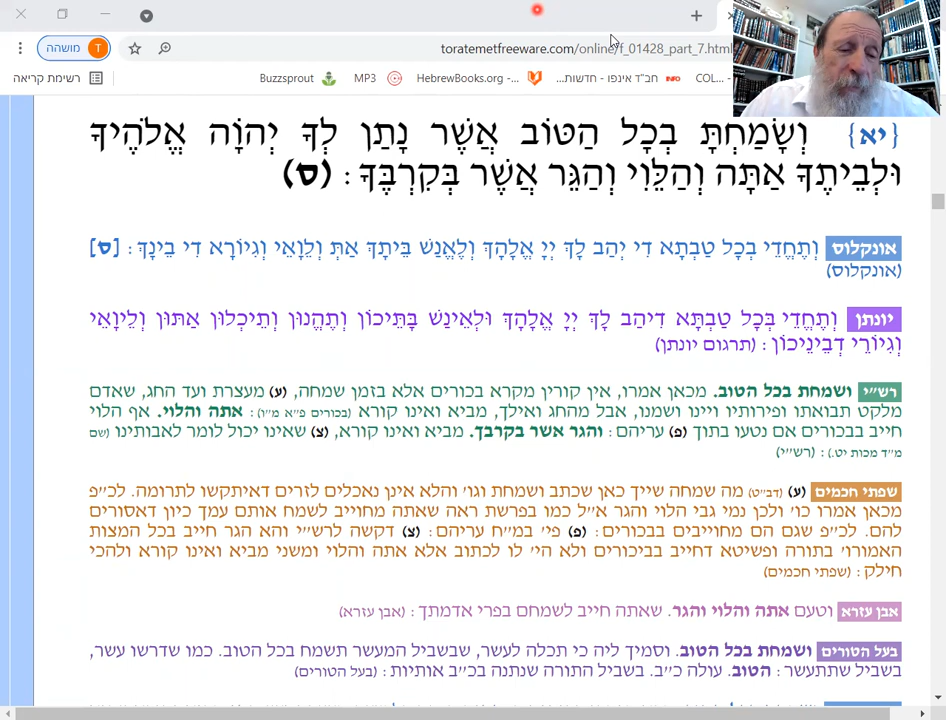 toratemetfreeware.com/online/f_01428_part_7.html
מושהה
T
רשימת קריאה
Buzzsprout
MP3
HebrewBooks.org -...
חב"ד אינפו - חדשות...
INFO
COL...
{יא} וְשָׂמַחְתָּ בְכָל הַטּוֹב אֲשֶׁר נָתַן לְךָ יְהוָֹה אֱלֹהֶיךָ
וּלְבֵיתֶךָ אַתָּה וְהַלֵּוִי וְהַגֵּר אֲשֶׁר בְּקִרְבֶּךָ : (ס)
אונקלוס וְתֶחֱדֵי בְכָל טַבְתָא דִי יְהַב לָךְ יְיָ אֱלָהָךְ וְלֶאֱנַשׁ בֵּיתָךְ אַתְּ וְלֵוָאֵי וְגִיּוֹרָא דִי בֵינָךְ : [ס]
(אונקלוס)
יונתן וְתֶחֱדֵי בְּכָל טַבְתָּא דִיהַב לָךְ יְיָ אֱלָהָךְ וּלְאֵינַשׁ בָּתֵּיכוֹן וְתֶהֱנוּן וְתֵיכְלוּן אַתּוּן וְלֵיוָאֵי
וְגִיּוֹרֵי דְבֵינֵיכוֹן : (תרגום יונתן)
רש״י ושמחת בכל הטוב. מכאן אמרו, אין קורין מקרא בכורים אלא בזמן שמחה, (ע) מעצרת ועד החג, שאדם
מלקט תבואתו ופירותיו ויינו ושמנו, אבל מהחג ואילך, מביא ואינו קורא (בכורים פ״א מ״ו) : אתה והלוי. אף הלוי
חייב בבכורים אם נטעו בתוך (פ) עריהם : והגר אשר בקרבך. מביא ואינו קורא, (צ) שאינו יכול לומר לאבותינו (שם
מ״ד מכות יט.) : (רש״י)
שפתי חכמים (ע) (דב״ט) מה שמחה שייך כאן שכתב ושמחת וגו׳ והלא אינן נאכלים לזרים דאיתקשו לתרומה. לכ״פ
מכאן אמרו כו׳ ולכן נמי גבי הלוי והגר א״ל כמו בפרשת ראה שאתה מחוייב לשמח אותם עמך כיון דאסורים
להם. לכ״פ שגם הם מחוייבים בבכורים : (פ) פי׳ במ״ח עריהם : (צ) דקשה לרש״י והא הגר חייב בכל המצות
האמורו׳ בתורה ופשיטא דחייב בביכורים ולא הי׳ לו לכתוב אלא אתה והלוי ומשני מביא ואינו קורא ולהכי
חילק : (שפתי חכמים)
אבן עזרא וטעם אתה והלוי והגר. שאתה חייב לשמחם בפרי אדמתך : (אבן עזרא)
בעל הטורים ושמחת בכל הטוב. וסמיך ליה כי תכלה לעשר, שבשביל המעשר תשמח בכל הטוב. כמו שדרשו עשר,
בשביל שתתעשר : הטוב. עולה כ״ב. בשביל התורה שנתנה בכ״ב אותיות : (בעל הטורים)